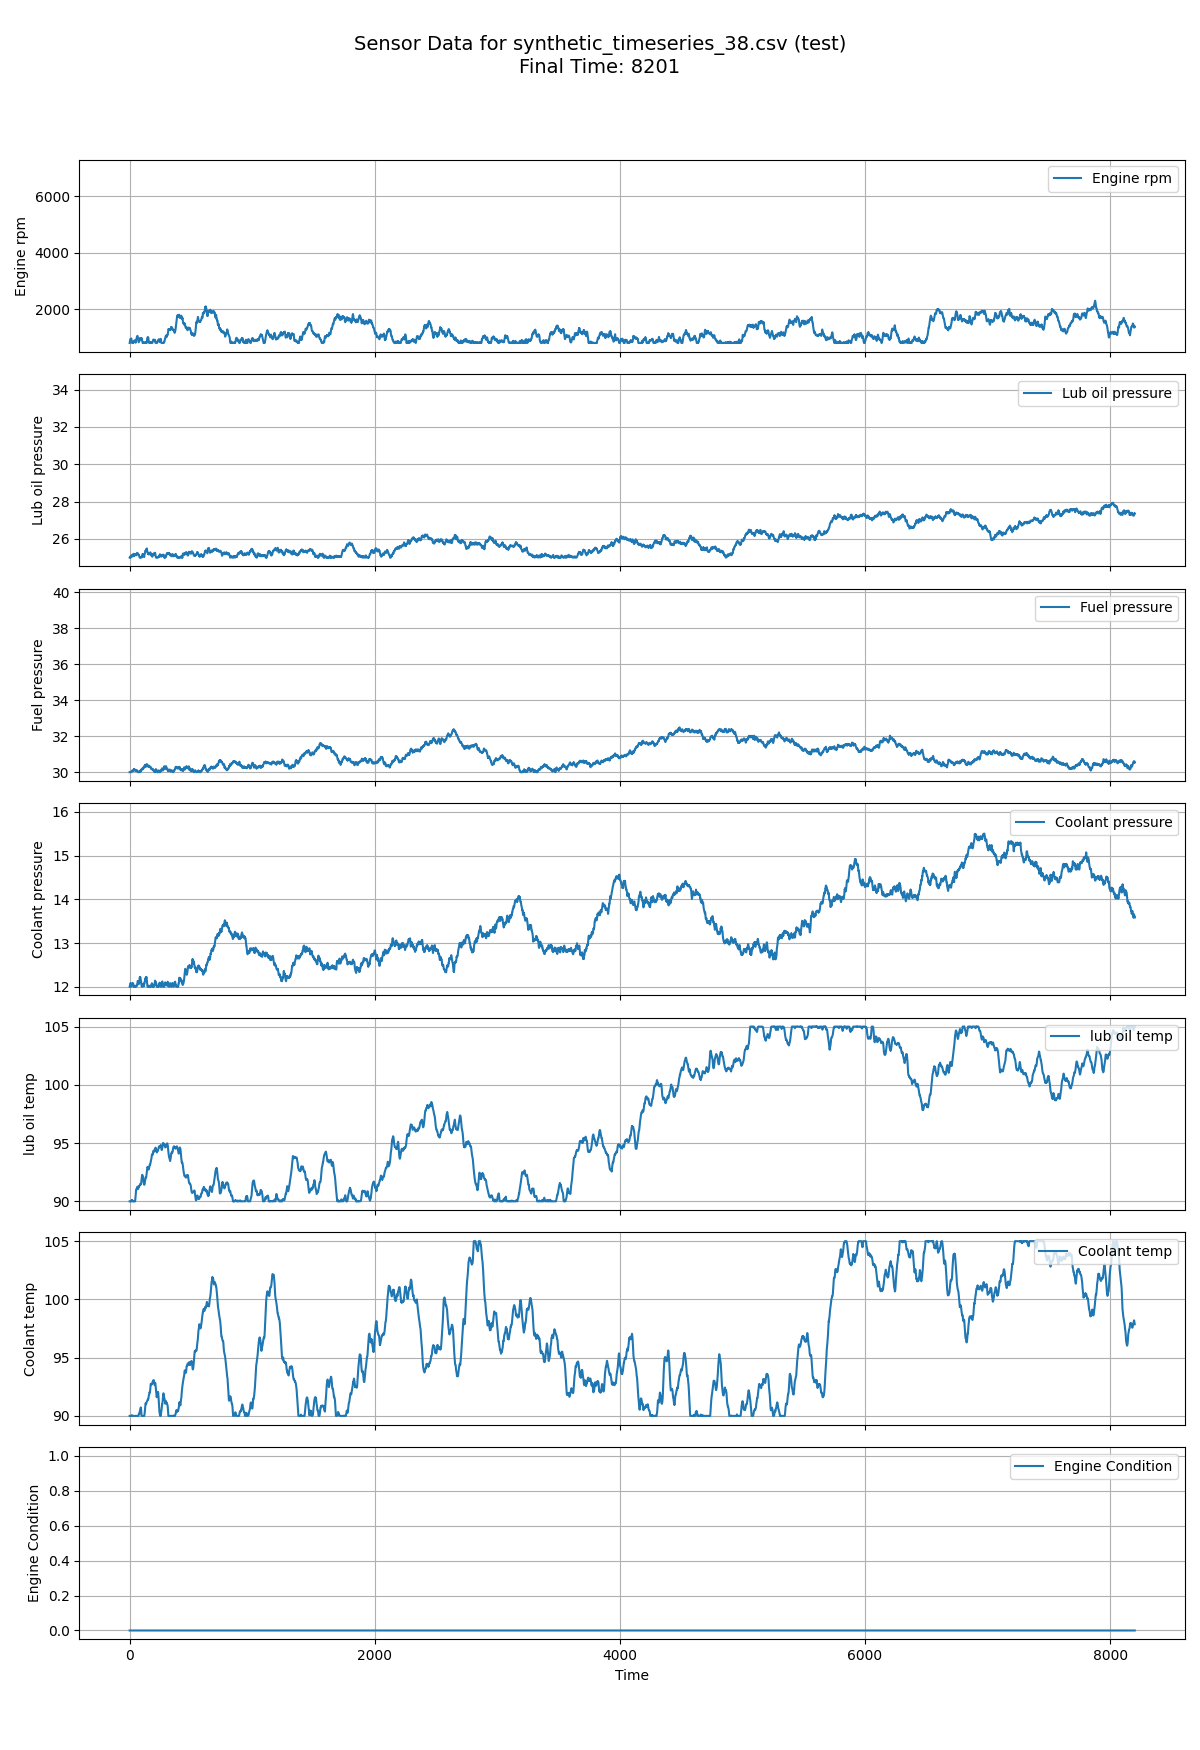 Sensor Data for synthetic_timeseries_38.csv (test)
Final Time: 8201
Engine rpm
6000
4000
2000
Engine rpm
Lub oil pressure
34
32
30
28
26
Lub oil pressure
Fuel pressure
40
38
36
34
32
30
Fuel pressure
Coolant pressure
16
15
14
13
12
Coolant pressure
lub oil temp
105
100
95
90
lub oil temp
Coolant temp
105
100
95
90
Coolant temp
Engine Condition
1.0
0.8
0.6
0.4
0.2
0.0
Engine Condition
0 2000 4000 6000 8000
Time